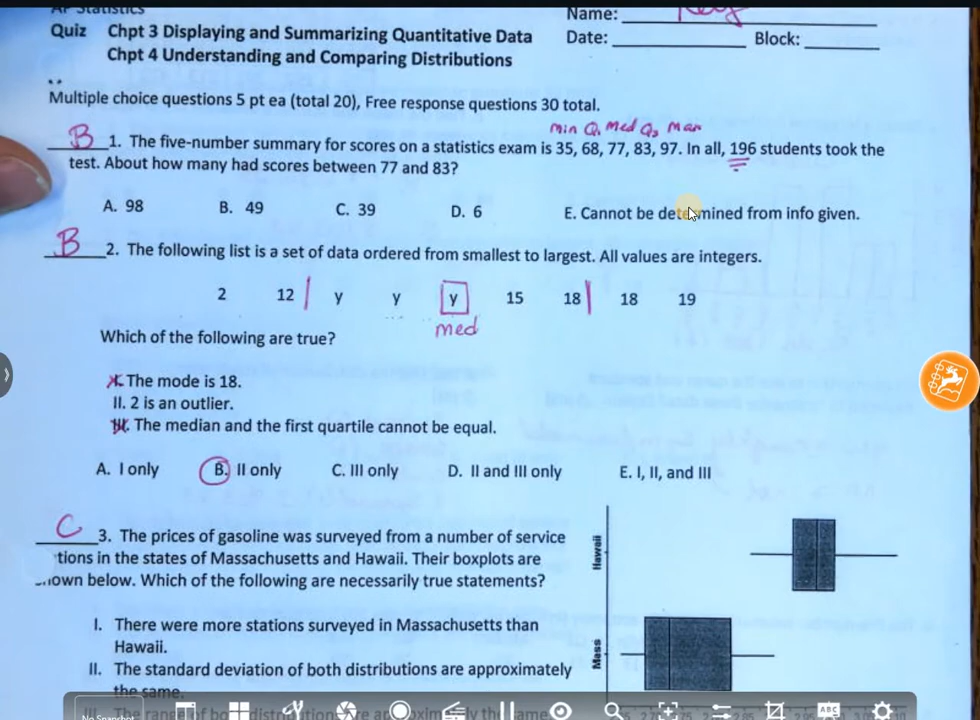 AP Statistics
Name: Key
Quiz Chpt 3 Displaying and Summarizing Quantitative Data
Date: ____________ Block: _______
Chpt 4 Understanding and Comparing Distributions
Multiple choice questions 5 pt ea (total 20), Free response questions 30 total.
min Q1 Med Q3 Max
B 1. The five-number summary for scores on a statistics exam is 35, 68, 77, 83, 97. In all, 196 students took the
test. About how many had scores between 77 and 83?
A. 98 B. 49 C. 39 D. 6 E. Cannot be determined from info given.
B 2. The following list is a set of data ordered from smallest to largest. All values are integers.
2 12 y y y 15 18 18 19
med
Which of the following are true?
I. The mode is 18.
II. 2 is an outlier.
III. The median and the first quartile cannot be equal.
A. I only B. II only C. III only D. II and III only E. I, II, and III
C 3. The prices of gasoline was surveyed from a number of service
tions in the states of Massachusetts and Hawaii. Their boxplots are
own below. Which of the following are necessarily true statements?
Hawaii
I. There were more stations surveyed in Massachusetts than
Hawaii.
Mass
II. The standard deviation of both distributions are approximately
the same.
No Snapshot
ABC